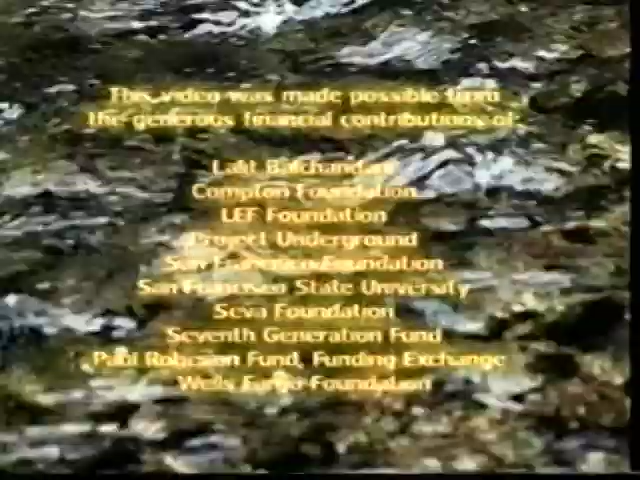 This video was made possible from
the generous financial contributions of:
Lalit Balchandani
Compton Foundation
LEF Foundation
Project Underground
San Francisco Foundation
San Francisco State University
Seva Foundation
Seventh Generation Fund
Paul Robeson Fund, Funding Exchange
Wells Fargo Foundation